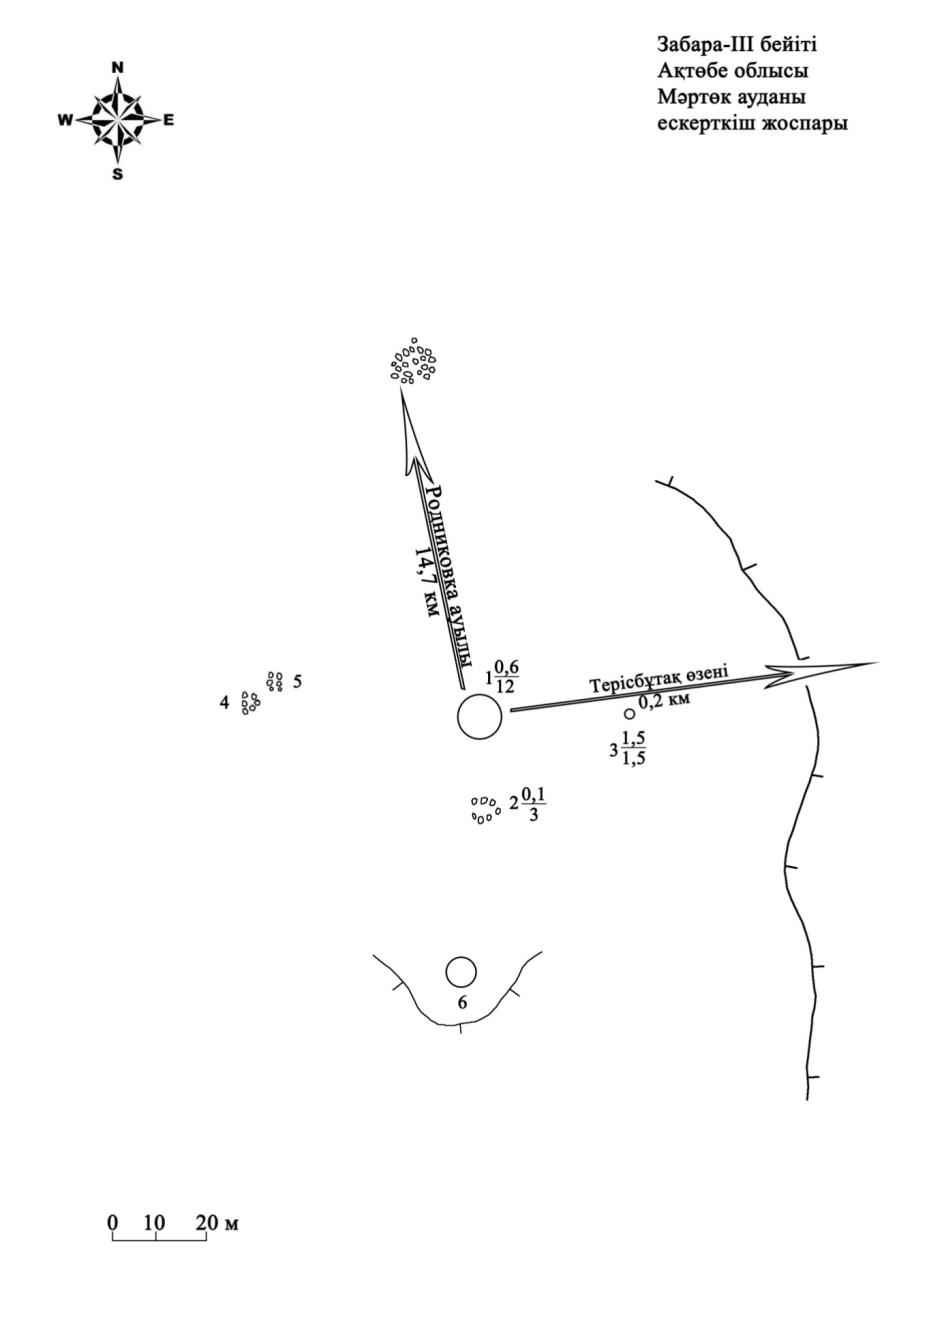 Забара-III бейіті
Ақтөбе облысы
Мәртөк ауданы
ескерткіш жоспары
N
W E
S
Родниковка ауылы
14,7 км
1 0,6/12
Терісбұтақ өзені
0,2 км
3 1,5/1,5
4
5
2 0,1/3
6
0 10 20 м